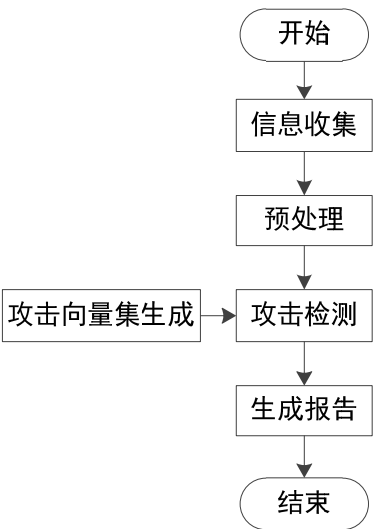 开始
信息收集
预处理
攻击向量集生成
攻击检测
生成报告
结束